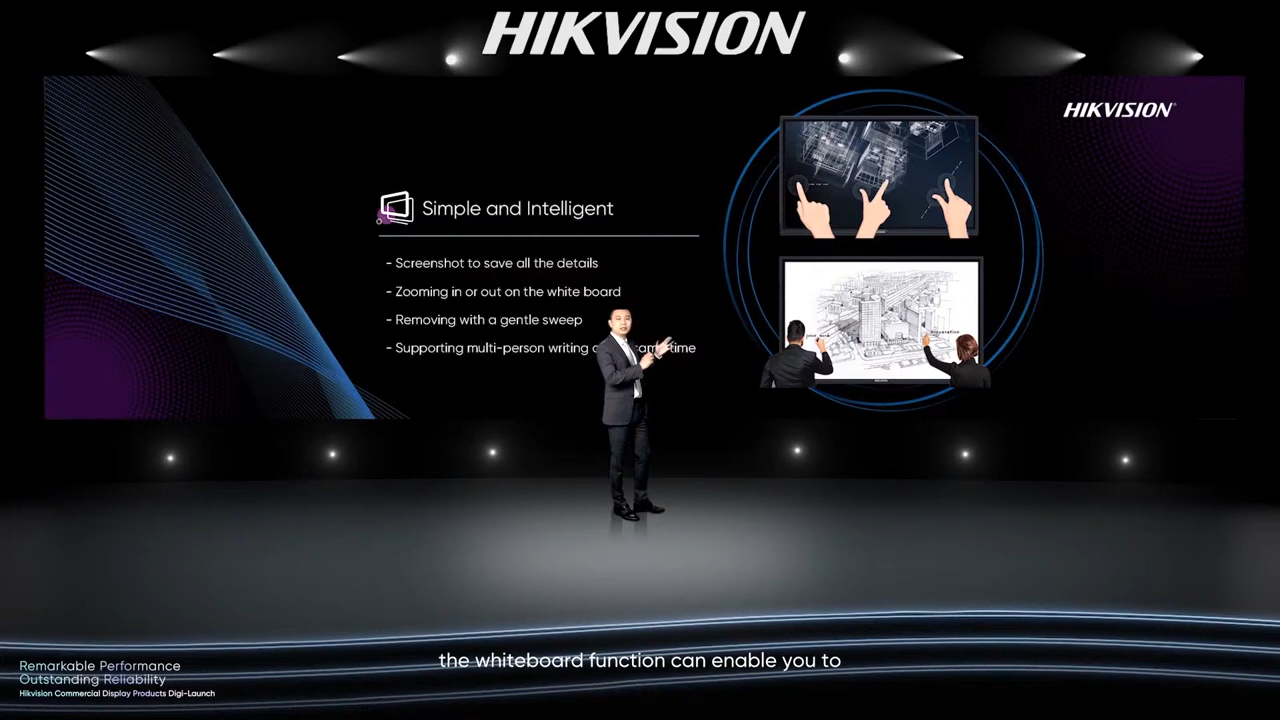 HIKVISION
HIKVISION
Simple and Intelligent
- Screenshot to save all the details
- Zooming in or out on the white board
- Removing with a gentle sweep
- Supporting multi-person writing time
the whiteboard function can enable you to
Remarkable Performance
Outstanding Reliability
Hikvision Commercial Display Products Digi-Launch